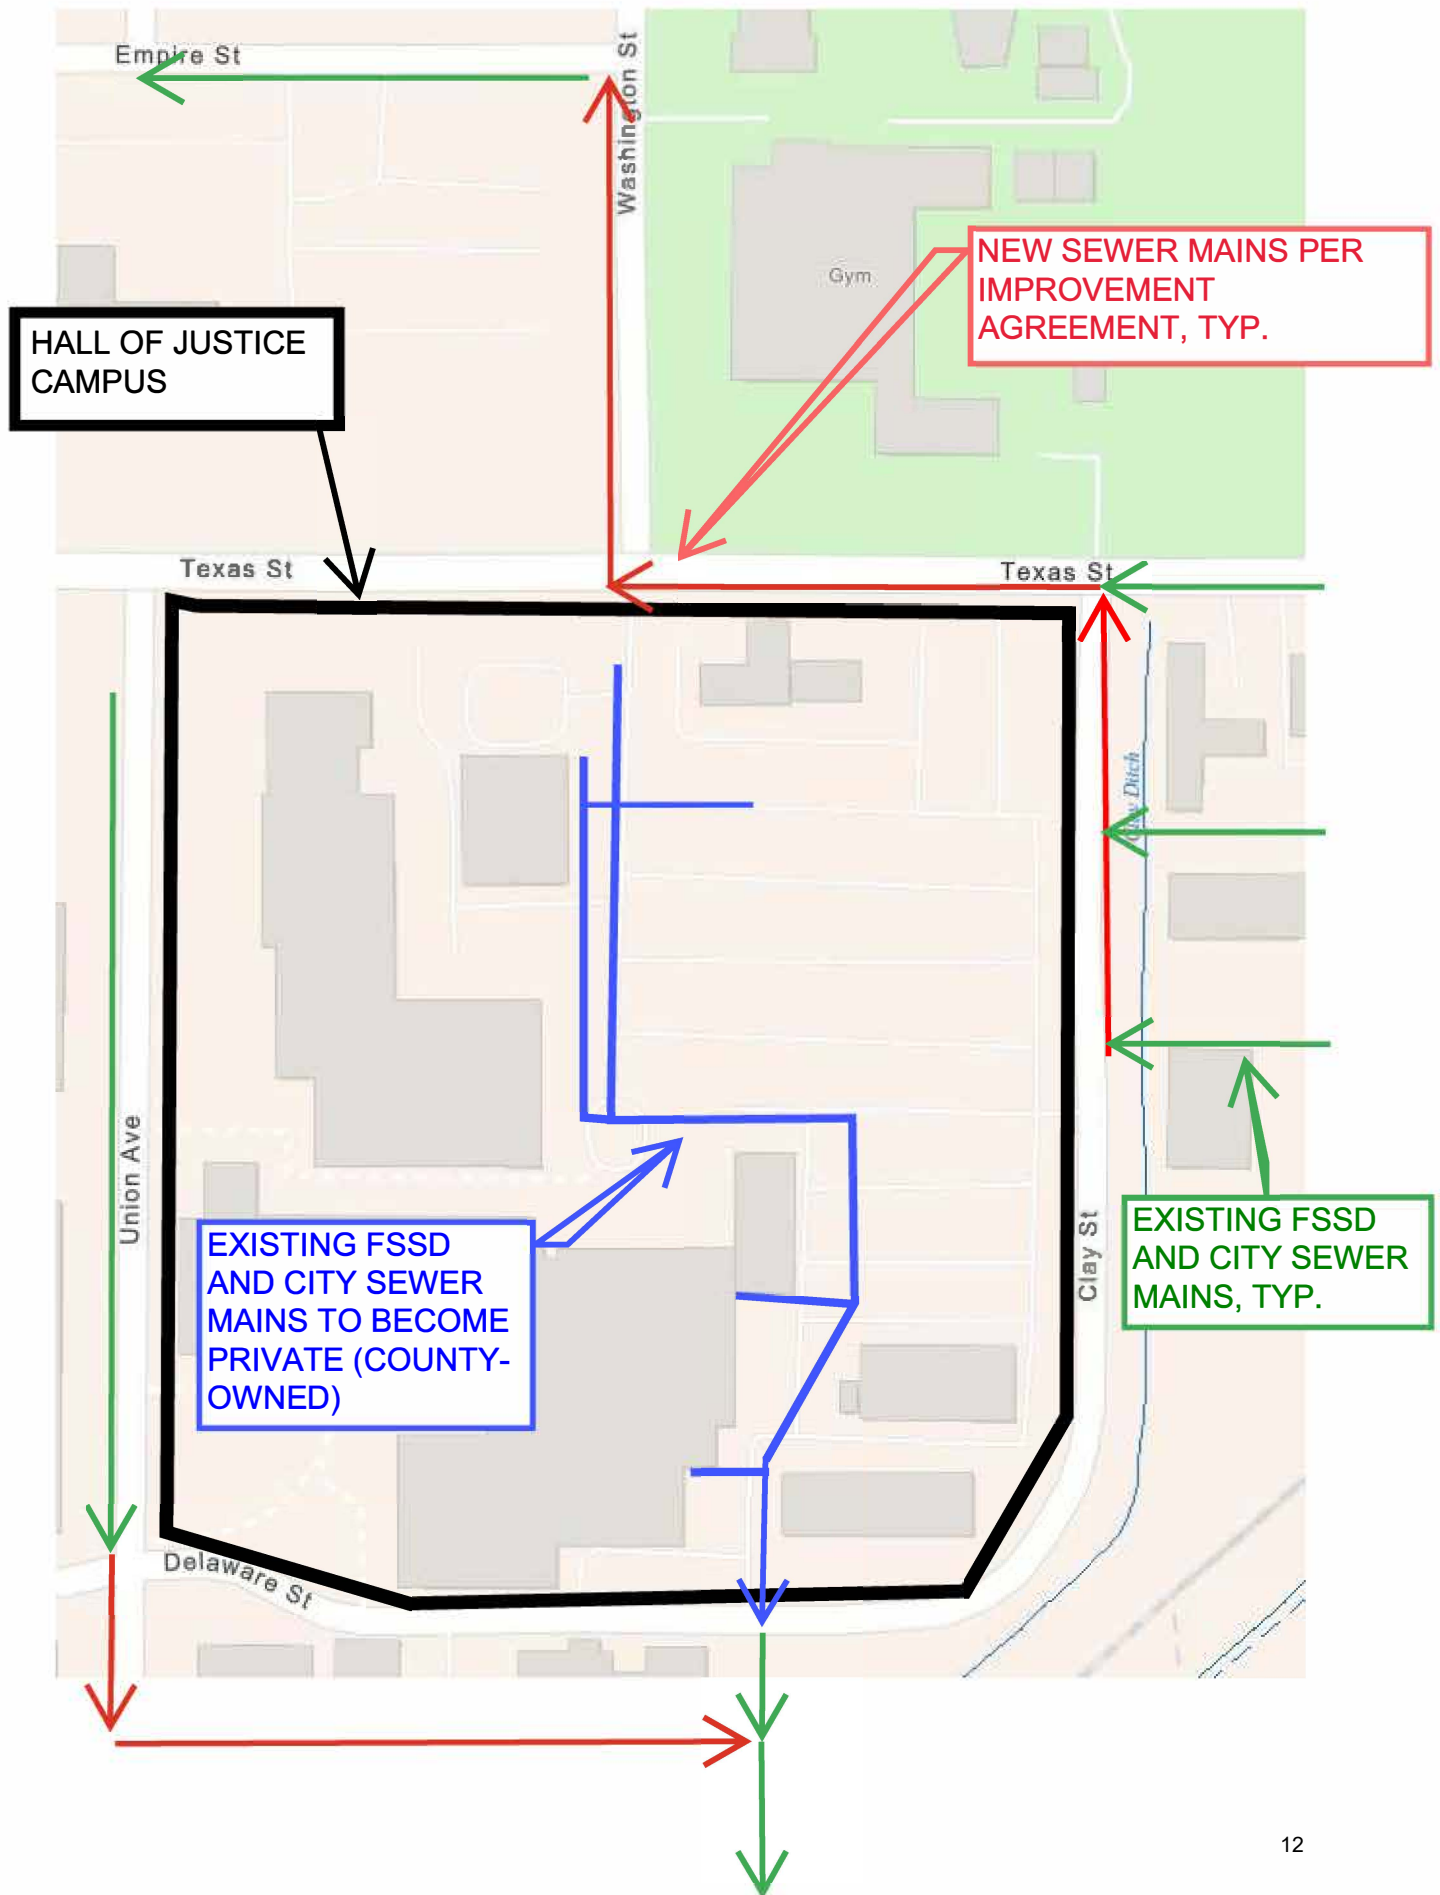 Empire St
Washington St
Gym
NEW SEWER MAINS PER
IMPROVEMENT
AGREEMENT, TYP.
HALL OF JUSTICE
CAMPUS
Texas St
Texas St
Ditch
Union Ave
Clay St
EXISTING FSSD
AND CITY SEWER
MAINS, TYP.
EXISTING FSSD
AND CITY SEWER
MAINS TO BECOME
PRIVATE (COUNTY-
OWNED)
Delaware St
12